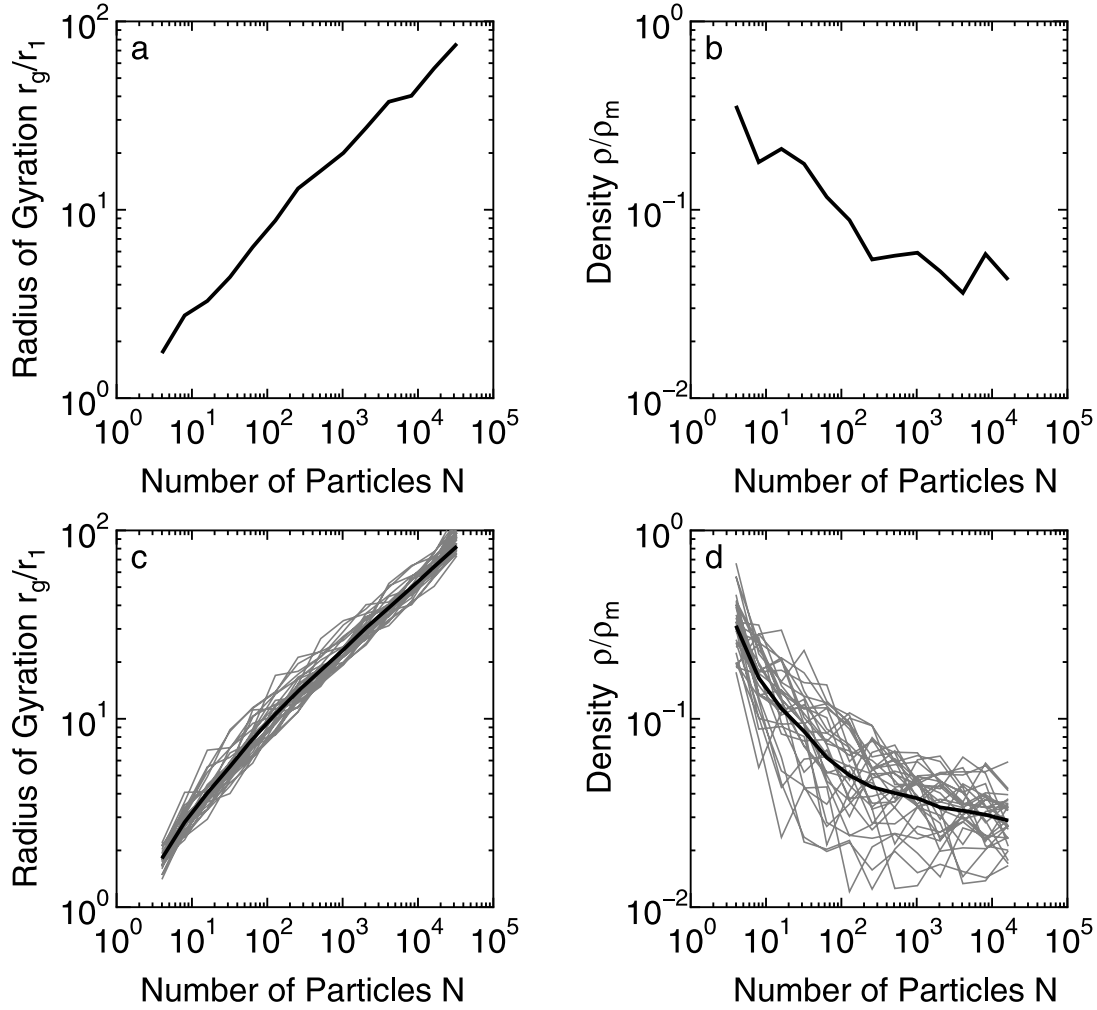 a
Radius of Gyration r_g/r_1
10^2
10^1
10^0
10^0 10^1 10^2 10^3 10^4 10^5
Number of Particles N
b
Density ρ/ρ_m
10^0
10^-1
10^-2
10^0 10^1 10^2 10^3 10^4 10^5
Number of Particles N
c
Radius of Gyration r_g/r_1
10^2
10^1
10^0
10^0 10^1 10^2 10^3 10^4 10^5
Number of Particles N
d
Density ρ/ρ_m
10^0
10^-1
10^-2
10^0 10^1 10^2 10^3 10^4 10^5
Number of Particles N